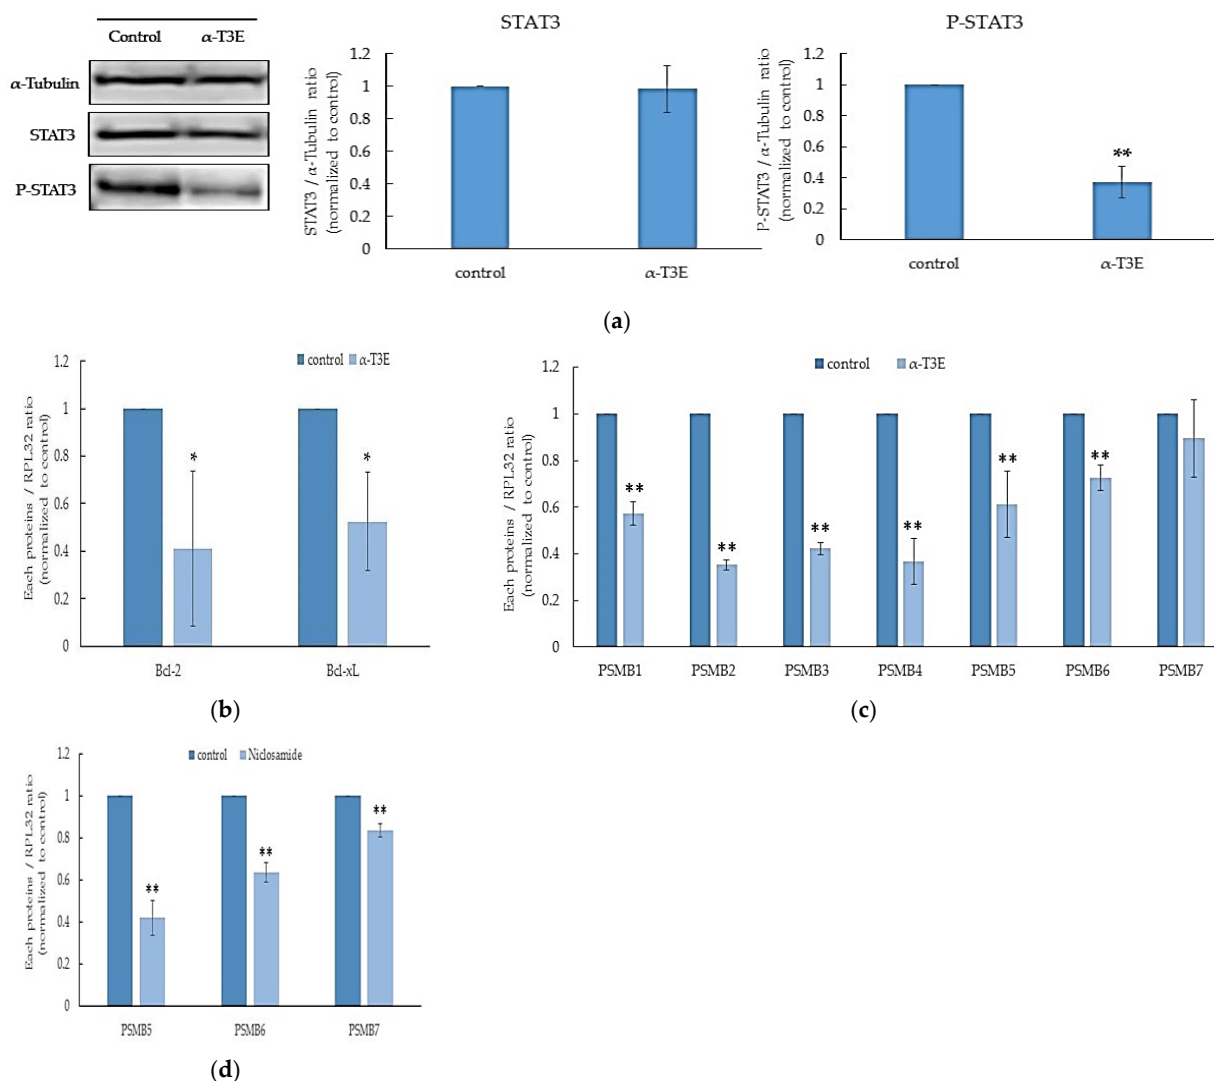 Control α-T3E
α-Tubulin
STAT3
P-STAT3
STAT3
STAT3 / α-Tubulin ratio
(normalized to control)
1.2
1
0.8
0.6
0.4
0.2
0
control α-T3E
P-STAT3
P-STAT3 / α-Tubulin ratio
(normalized to control)
1.2
1
0.8
0.6
0.4
0.2
0
**
control α-T3E
(a)
control α-T3E
Each proteins / RPL32 ratio
(normalized to control)
1.2
1
0.8
0.6
0.4
0.2
0
* *
Bcl-2 Bcl-xL
(b)
control α-T3E
Each proteins / RPL32 ratio
(normalized to control)
1.2
1
0.8
0.6
0.4
0.2
0
** ** ** ** ** **
PSMB1 PSMB2 PSMB3 PSMB4 PSMB5 PSMB6 PSMB7
(c)
control Niclosamide
Each proteins / RPL32 ratio
(normalized to control)
1.2
1
0.8
0.6
0.4
0.2
0
** ** **
PSMB5 PSMB6 PSMB7
(d)